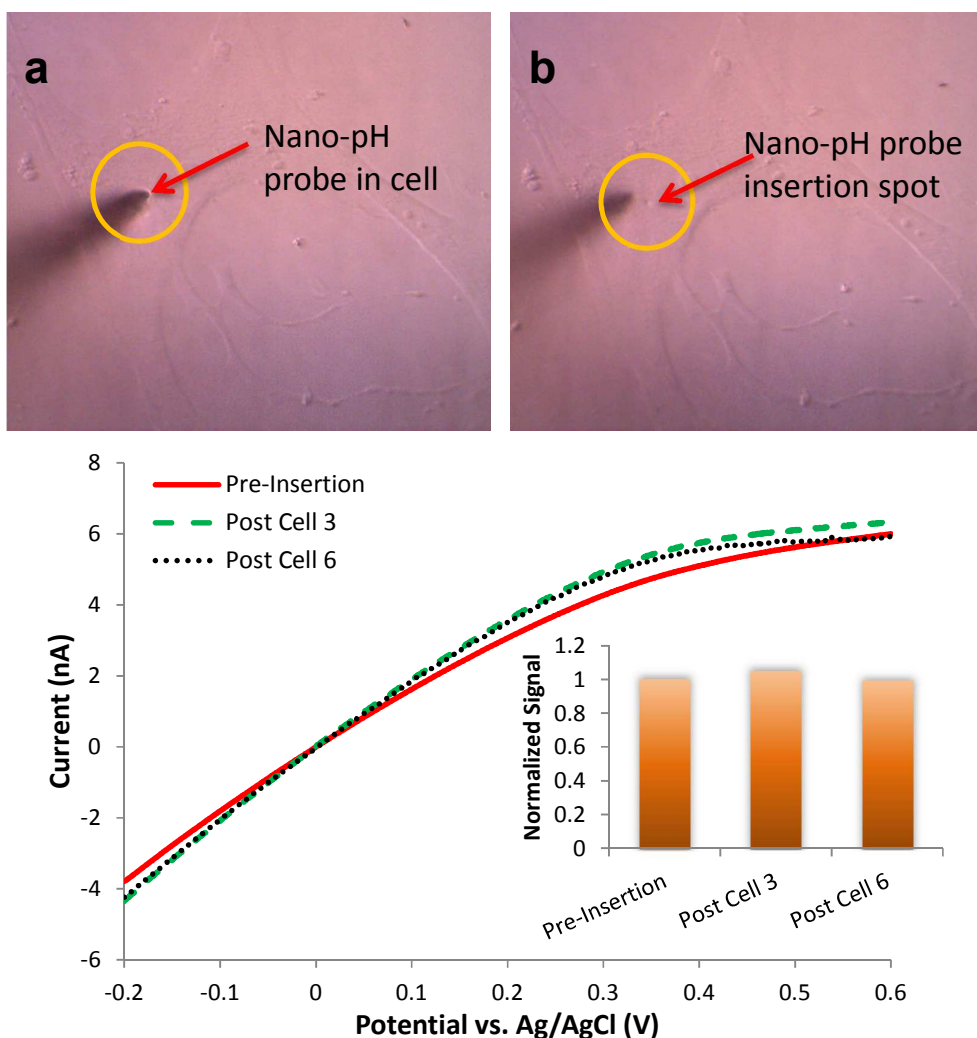 a
Nano-pH
probe in cell
b
Nano-pH probe
insertion spot
8
6
4
2
0
-2
-4
-6
Current (nA)
Pre-Insertion
Post Cell 3
Post Cell 6
1.2
1
0.8
0.6
0.4
0.2
0
Normalized Signal
Pre-Insertion
Post Cell 3
Post Cell 6
-0.2
-0.1
0
0.1
0.2
0.3
0.4
0.5
0.6
Potential vs. Ag/AgCl (V)